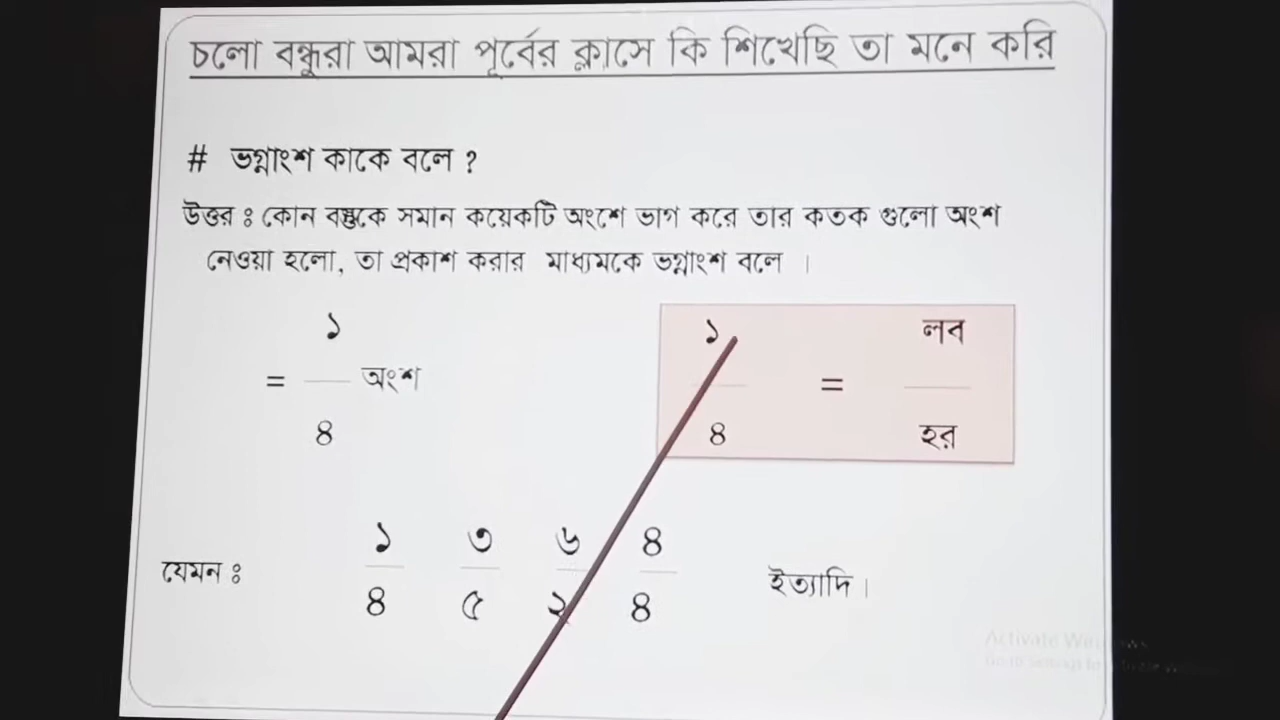 চলো বন্ধুরা আমরা পূর্বের ক্লাসে কি শিখেছি তা মনে করি
# ভগ্নাংশ কাকে বলে ?
উত্তর ঃ কোন বস্তুকে সমান কয়েকটি অংশে ভাগ করে তার কতক গুলো অংশ
নেওয়া হলো, তা প্রকাশ করার মাধ্যমকে ভগ্নাংশ বলে ।
১ ১ লব
= অংশ =
৪ ৪ হর
১ ৩ ৬ ৪
যেমন ঃ ইত্যাদি।
৪ ৫ ২ ৪